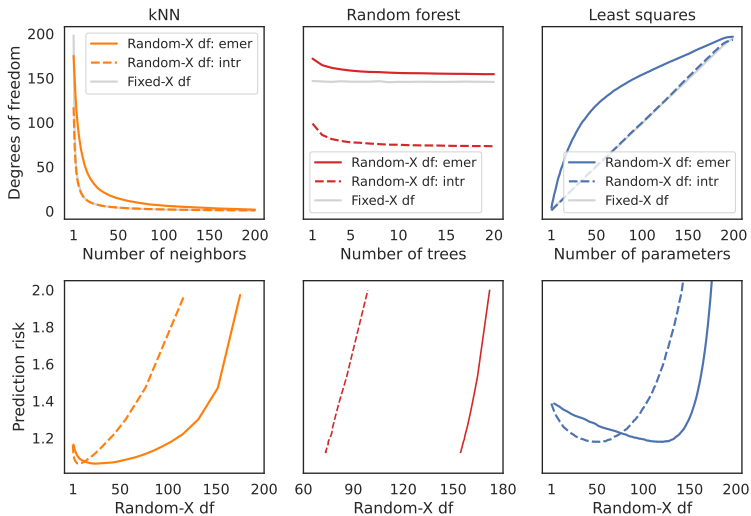 kNN
Random forest
Least squares
Degrees of freedom
200
150
100
50
0
Random-X df: emer
Random-X df: intr
Fixed-X df
Random-X df: emer
Random-X df: intr
Fixed-X df
Random-X df: emer
Random-X df: intr
Fixed-X df
1 50 100 150 200
1 5 10 15 20
1 50 100 150 200
Number of neighbors
Number of trees
Number of parameters
Prediction risk
2.0
1.8
1.6
1.4
1.2
1 50 100 150 200
60 90 120 150 180
1 50 100 150 200
Random-X df
Random-X df
Random-X df